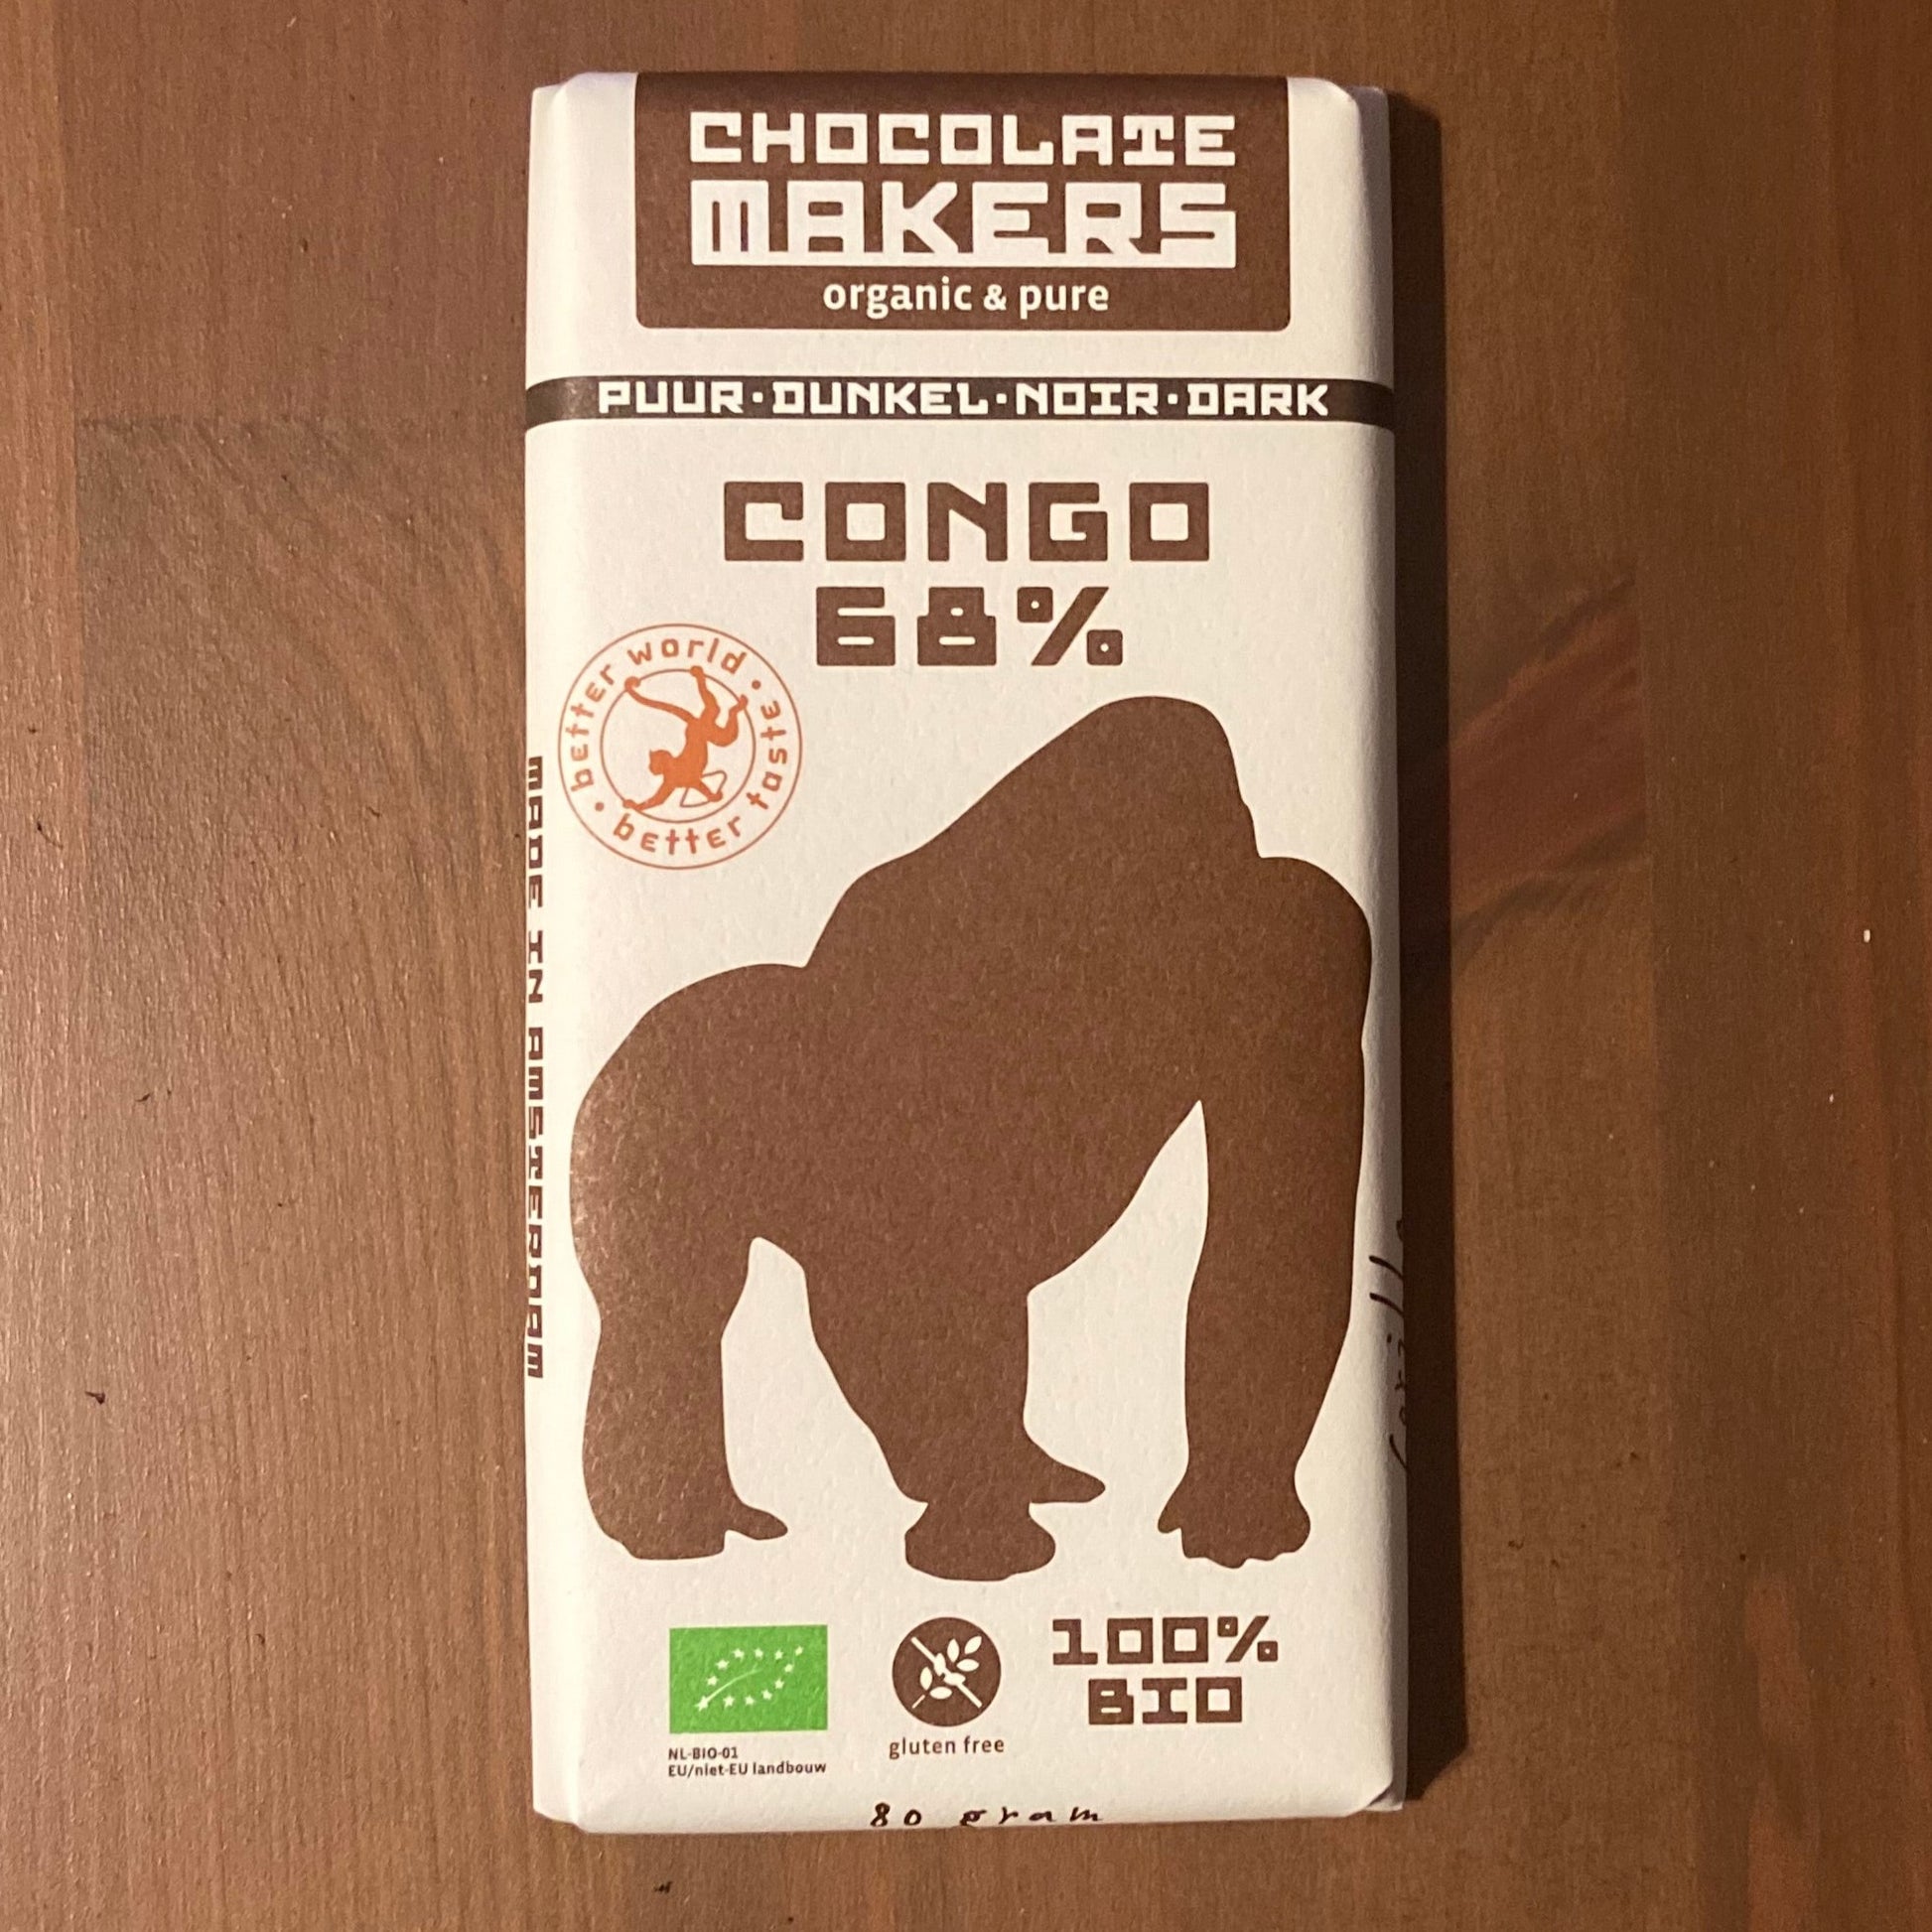 CHOCOLATE
MAKERS
organic & pure
PUUR·DUNKEL·NOIR·DARK
CONGO
68%
· better world · better taste
MADE IN AMSTERDAM
NL-BIO-01
EU/niet-EU landbouw
gluten free
100%
BIO
80 gram